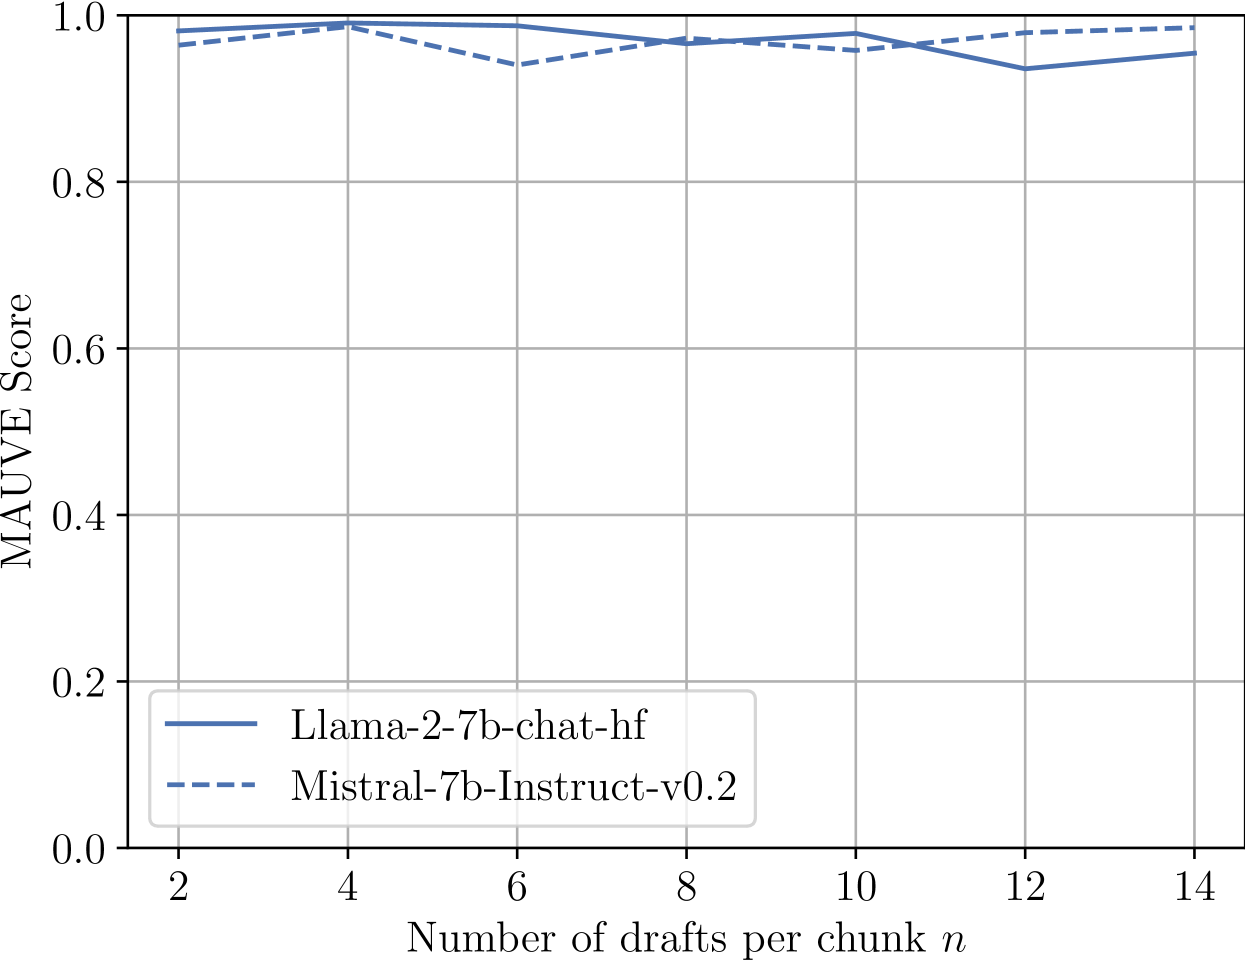 1.0
0.8
0.6
0.4
0.2
0.0
MAUVE Score
Llama-2-7b-chat-hf
Mistral-7b-Instruct-v0.2
2 4 6 8 10 12 14
Number of drafts per chunk n